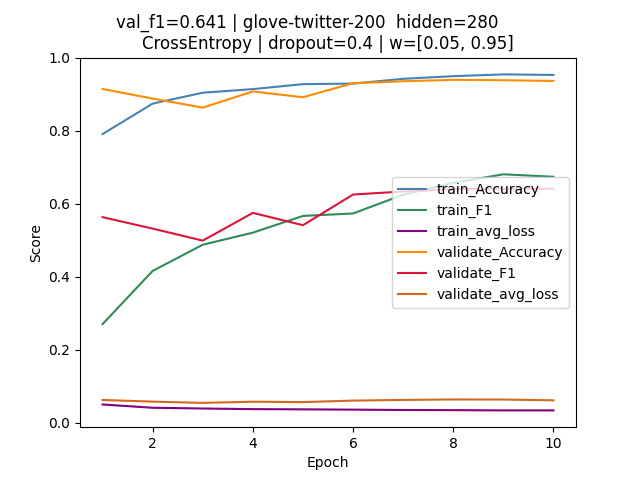 val_f1=0.641 | glove-twitter-200 hidden=280
CrossEntropy | dropout=0.4 | w=[0.05, 0.95]
1.0
0.8
0.6
0.4
0.2
0.0
Score
train_Accuracy
train_F1
train_avg_loss
validate_Accuracy
validate_F1
validate_avg_loss
2 4 6 8 10
Epoch